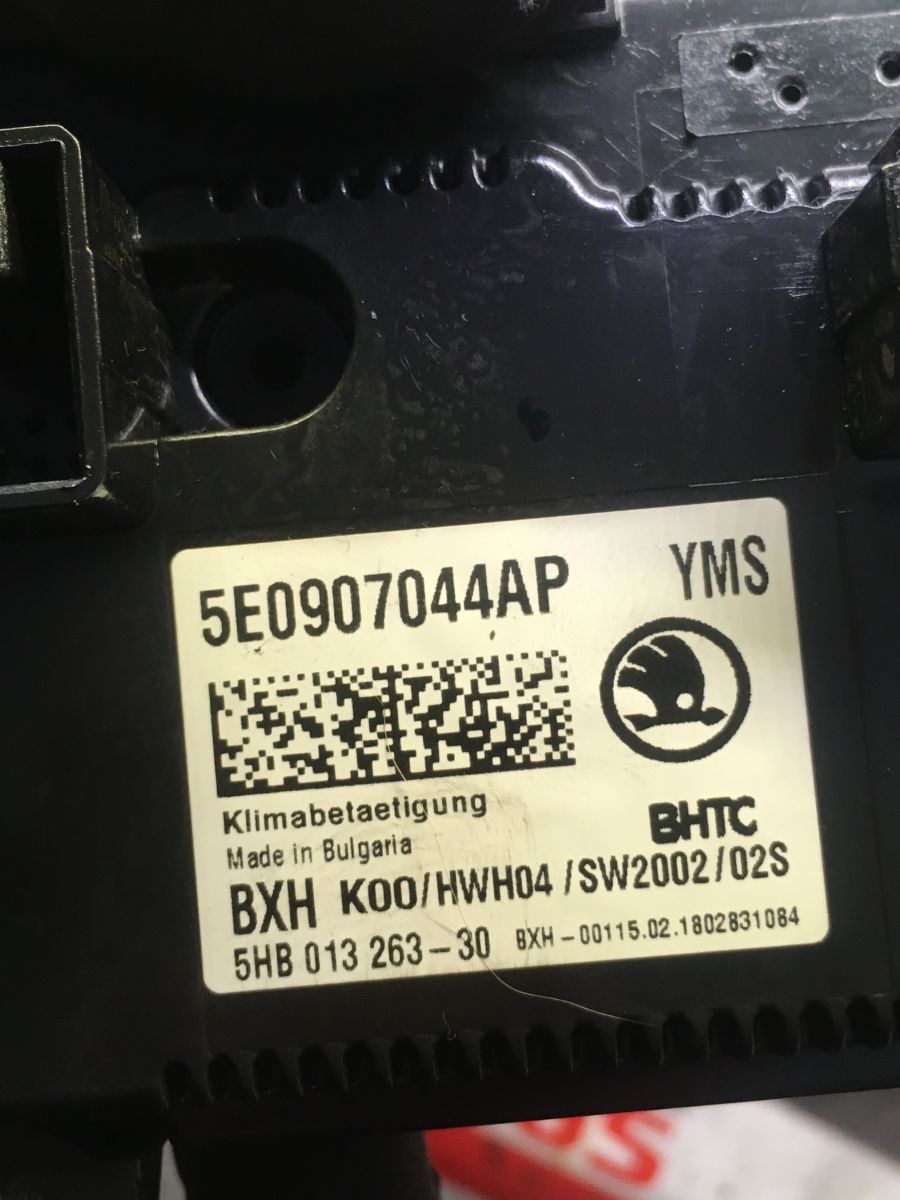 5E0907044AP YMS
Klimabetaetigung
Made in Bulgaria
BHTC
BXH K00/HWH04/SW2002/02S
5HB 013 263-30 BXH-00115.02.1802831084